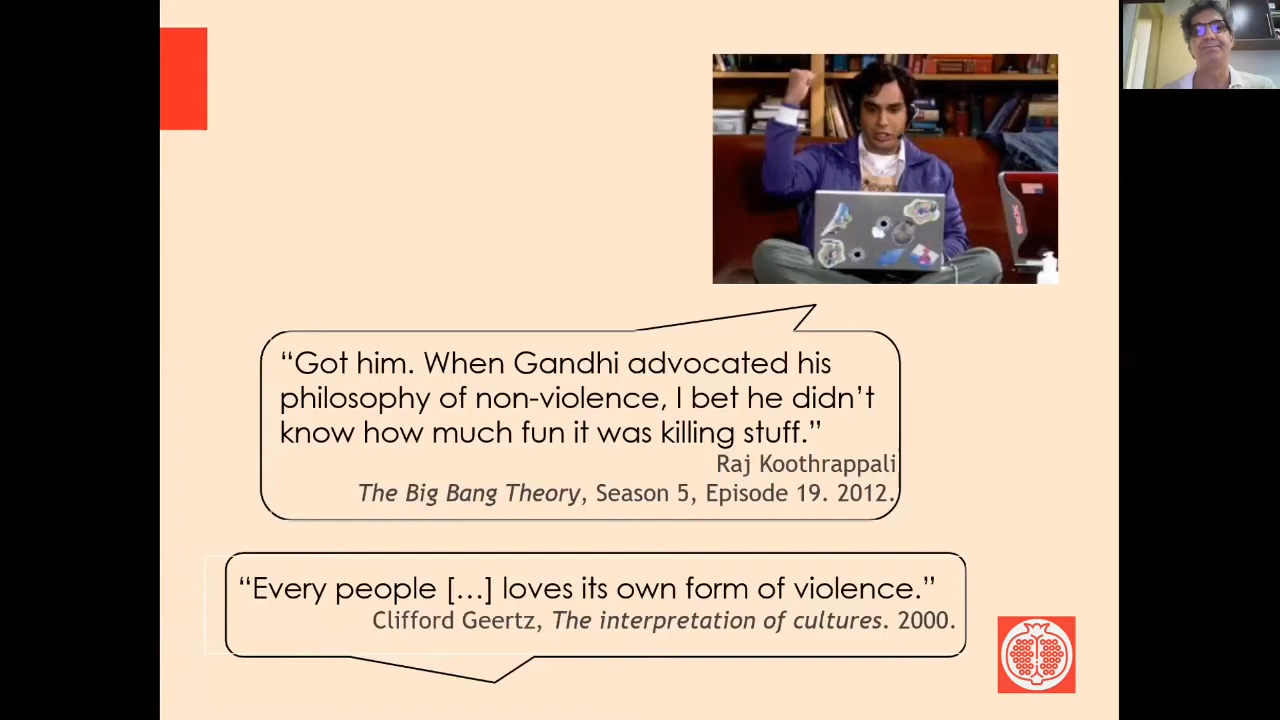 “Got him. When Gandhi advocated his
philosophy of non-violence, I bet he didn’t
know how much fun it was killing stuff.”
Raj Koothrappali
The Big Bang Theory, Season 5, Episode 19. 2012.
“Every people […] loves its own form of violence.”
Clifford Geertz, The interpretation of cultures. 2000.